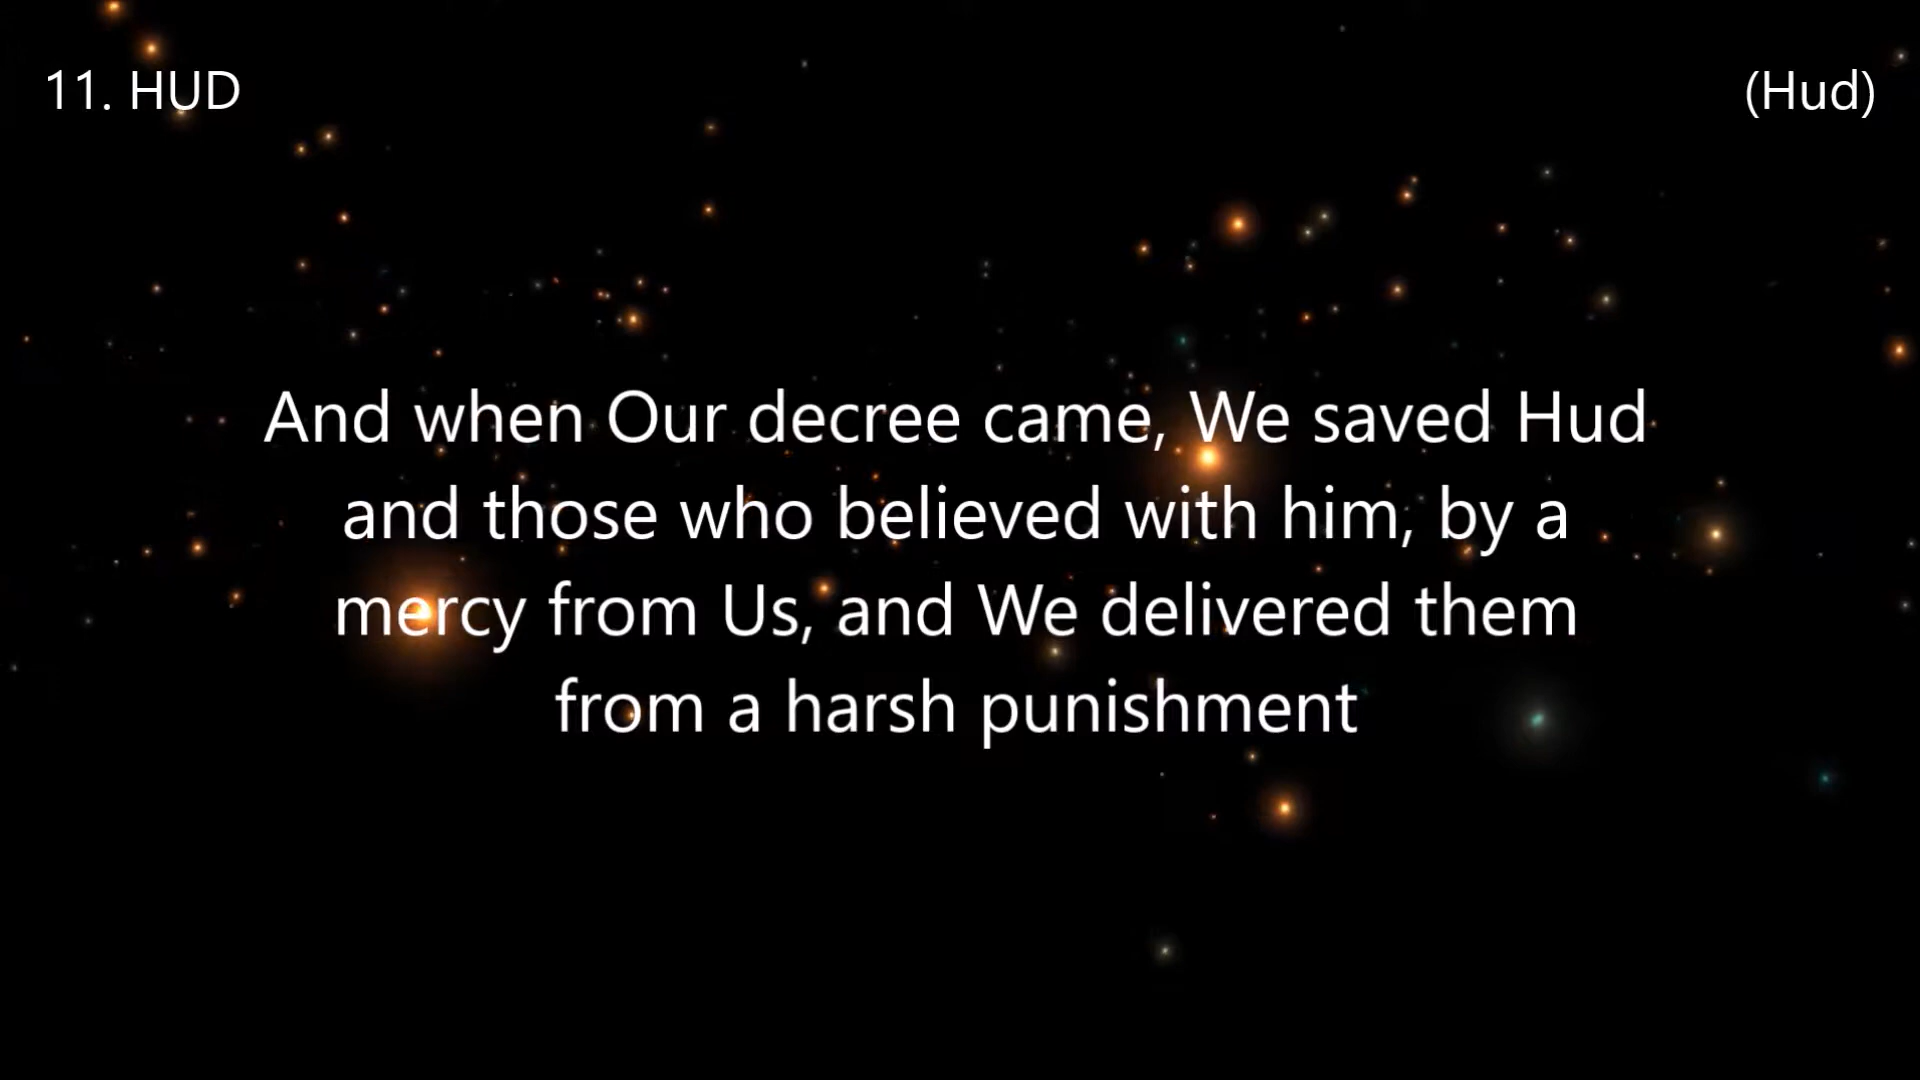 11. HUD
(Hud)
And when Our decree came, We saved Hud
and those who believed with him, by a
mercy from Us, and We delivered them
from a harsh punishment